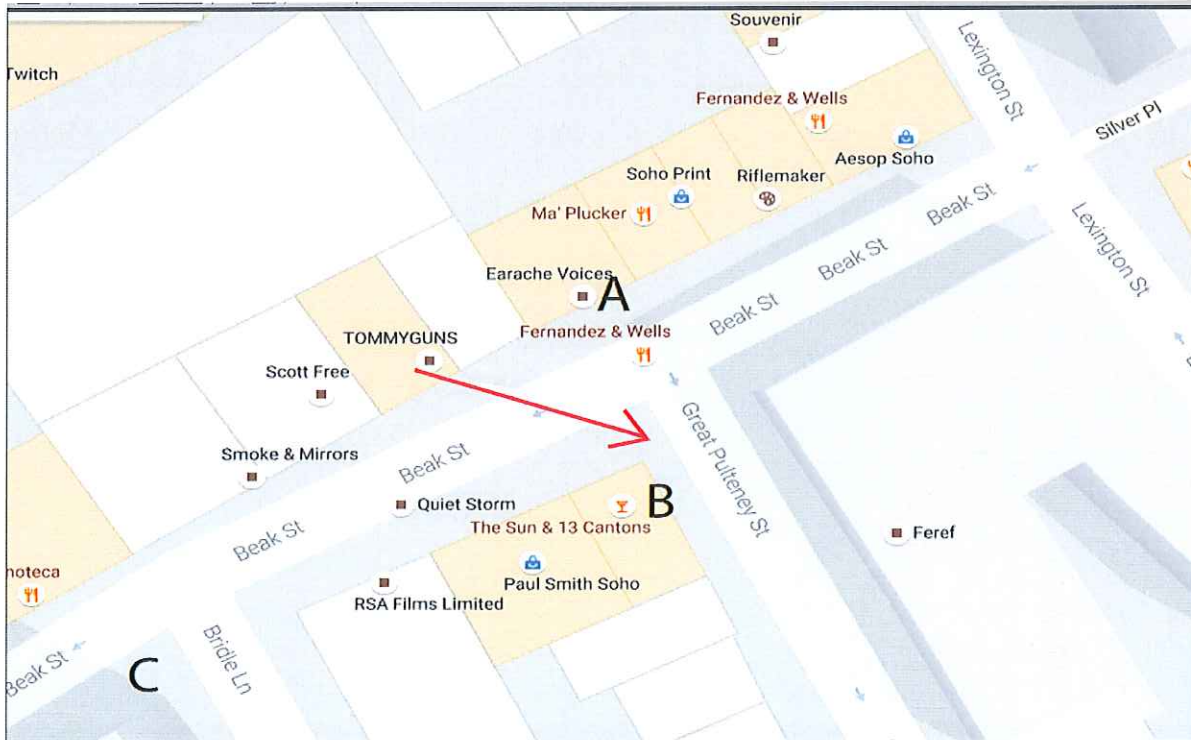 Souvenir
Lexington St
Twitch
Fernandez & Wells
Silver Pl
Aesop Soho
Soho Print
Riflemaker
Ma' Plucker
Beak St
Lexington St
Beak St
Earache Voices
A
Beak St
Fernandez & Wells
TOMMYGUNS
Scott Free
Great Pulteney St
Smoke & Mirrors
Beak St
Quiet Storm
B
The Sun & 13 Cantons
Beak St
Feref
noteca
Paul Smith Soho
RSA Films Limited
Bridle Ln
Beak St
C